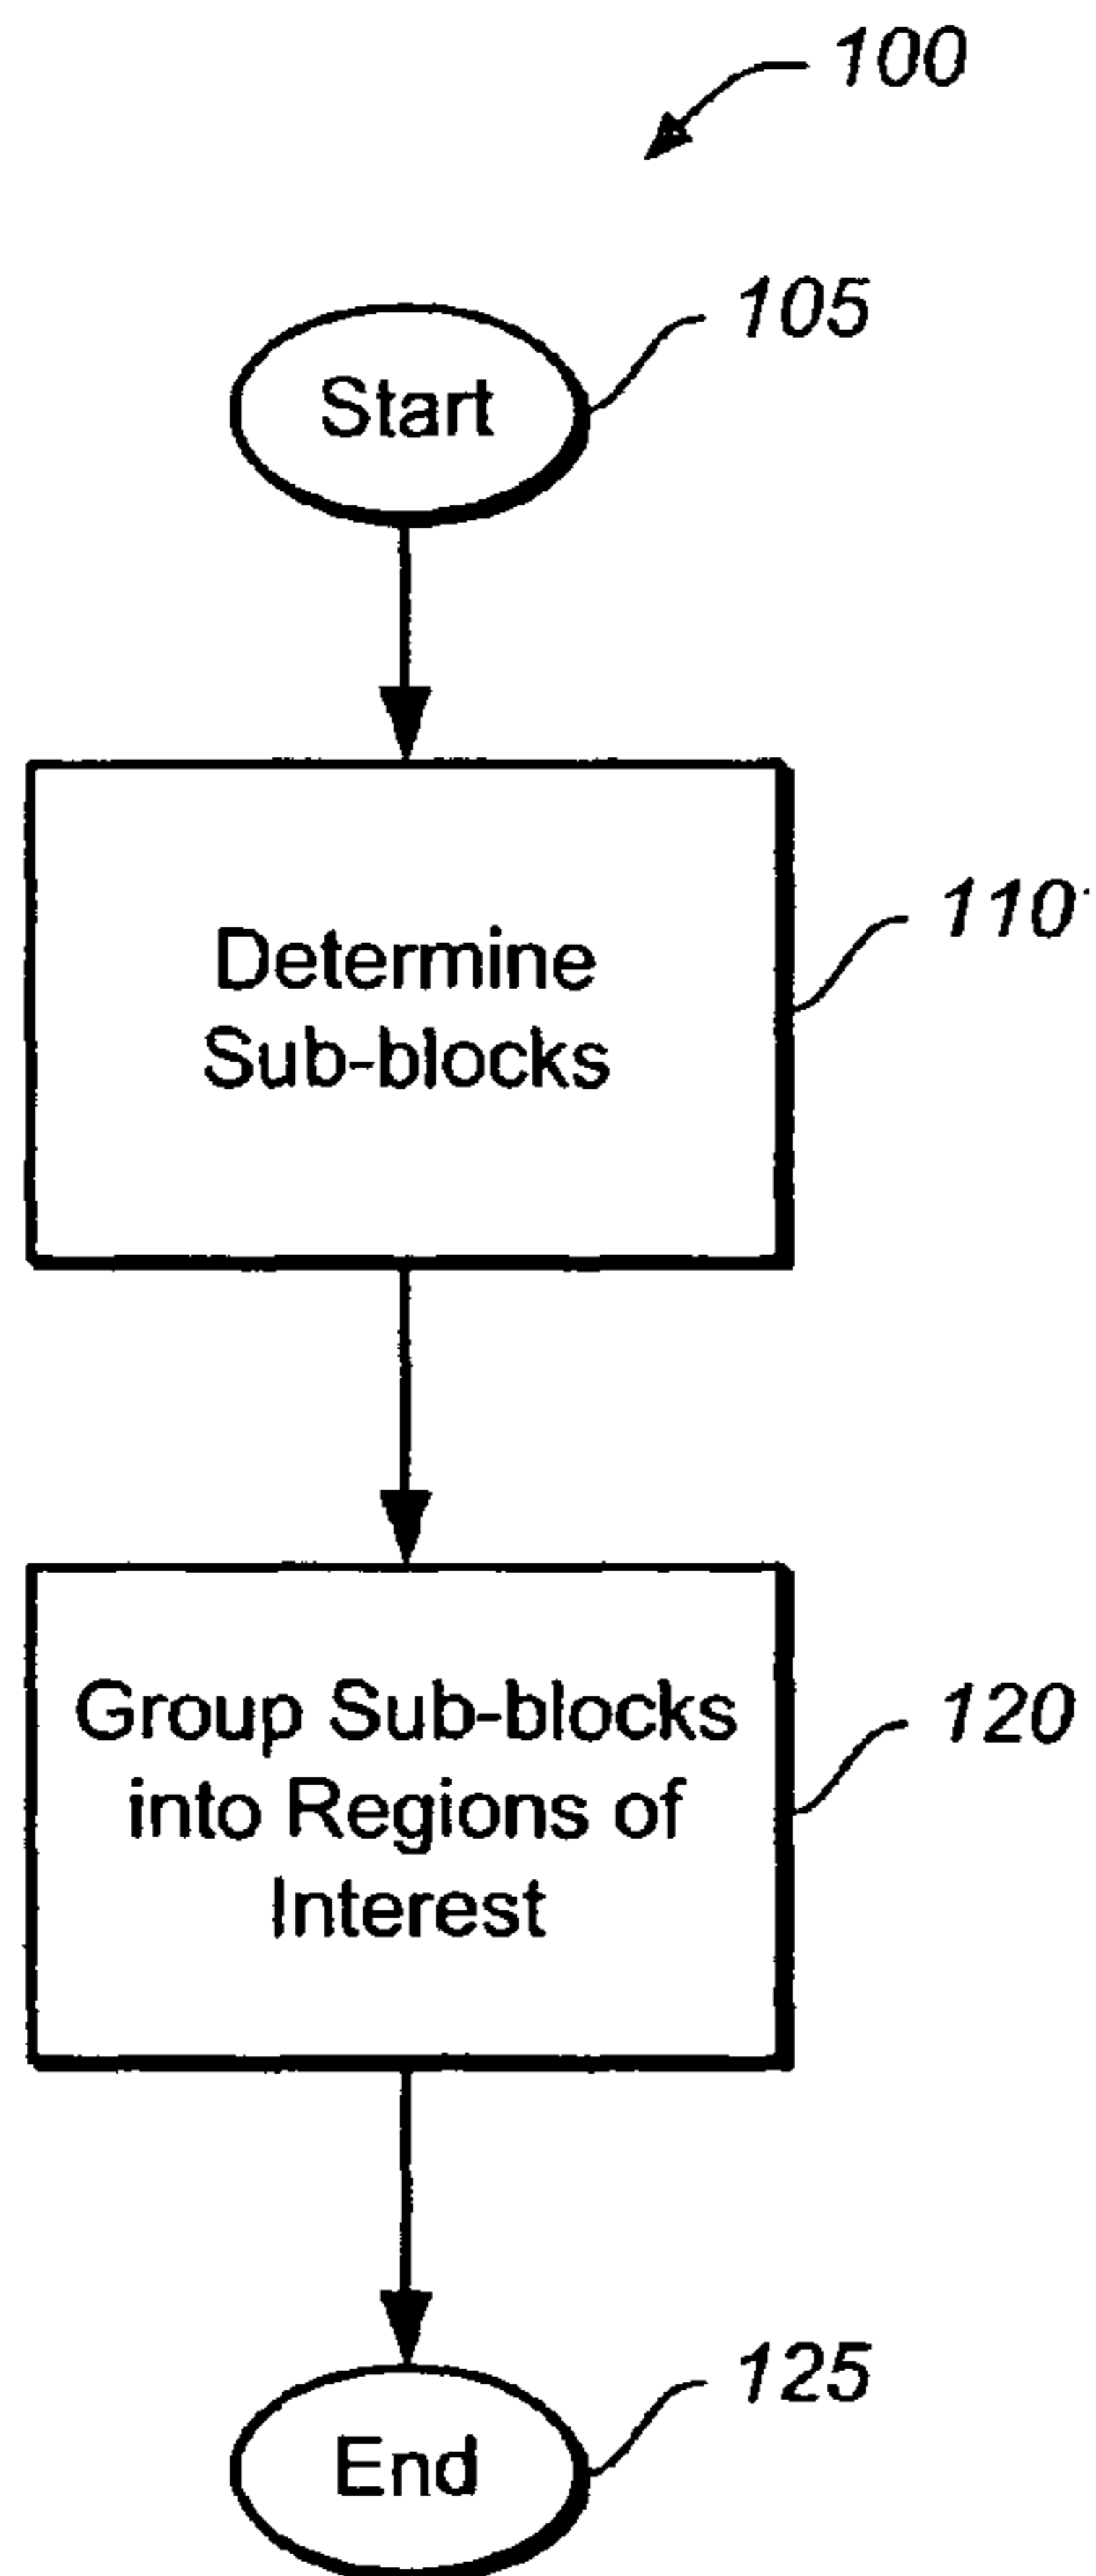 100
105
Start
110
Determine
Sub-blocks
120
Group Sub-blocks
into Regions of
Interest
125
End